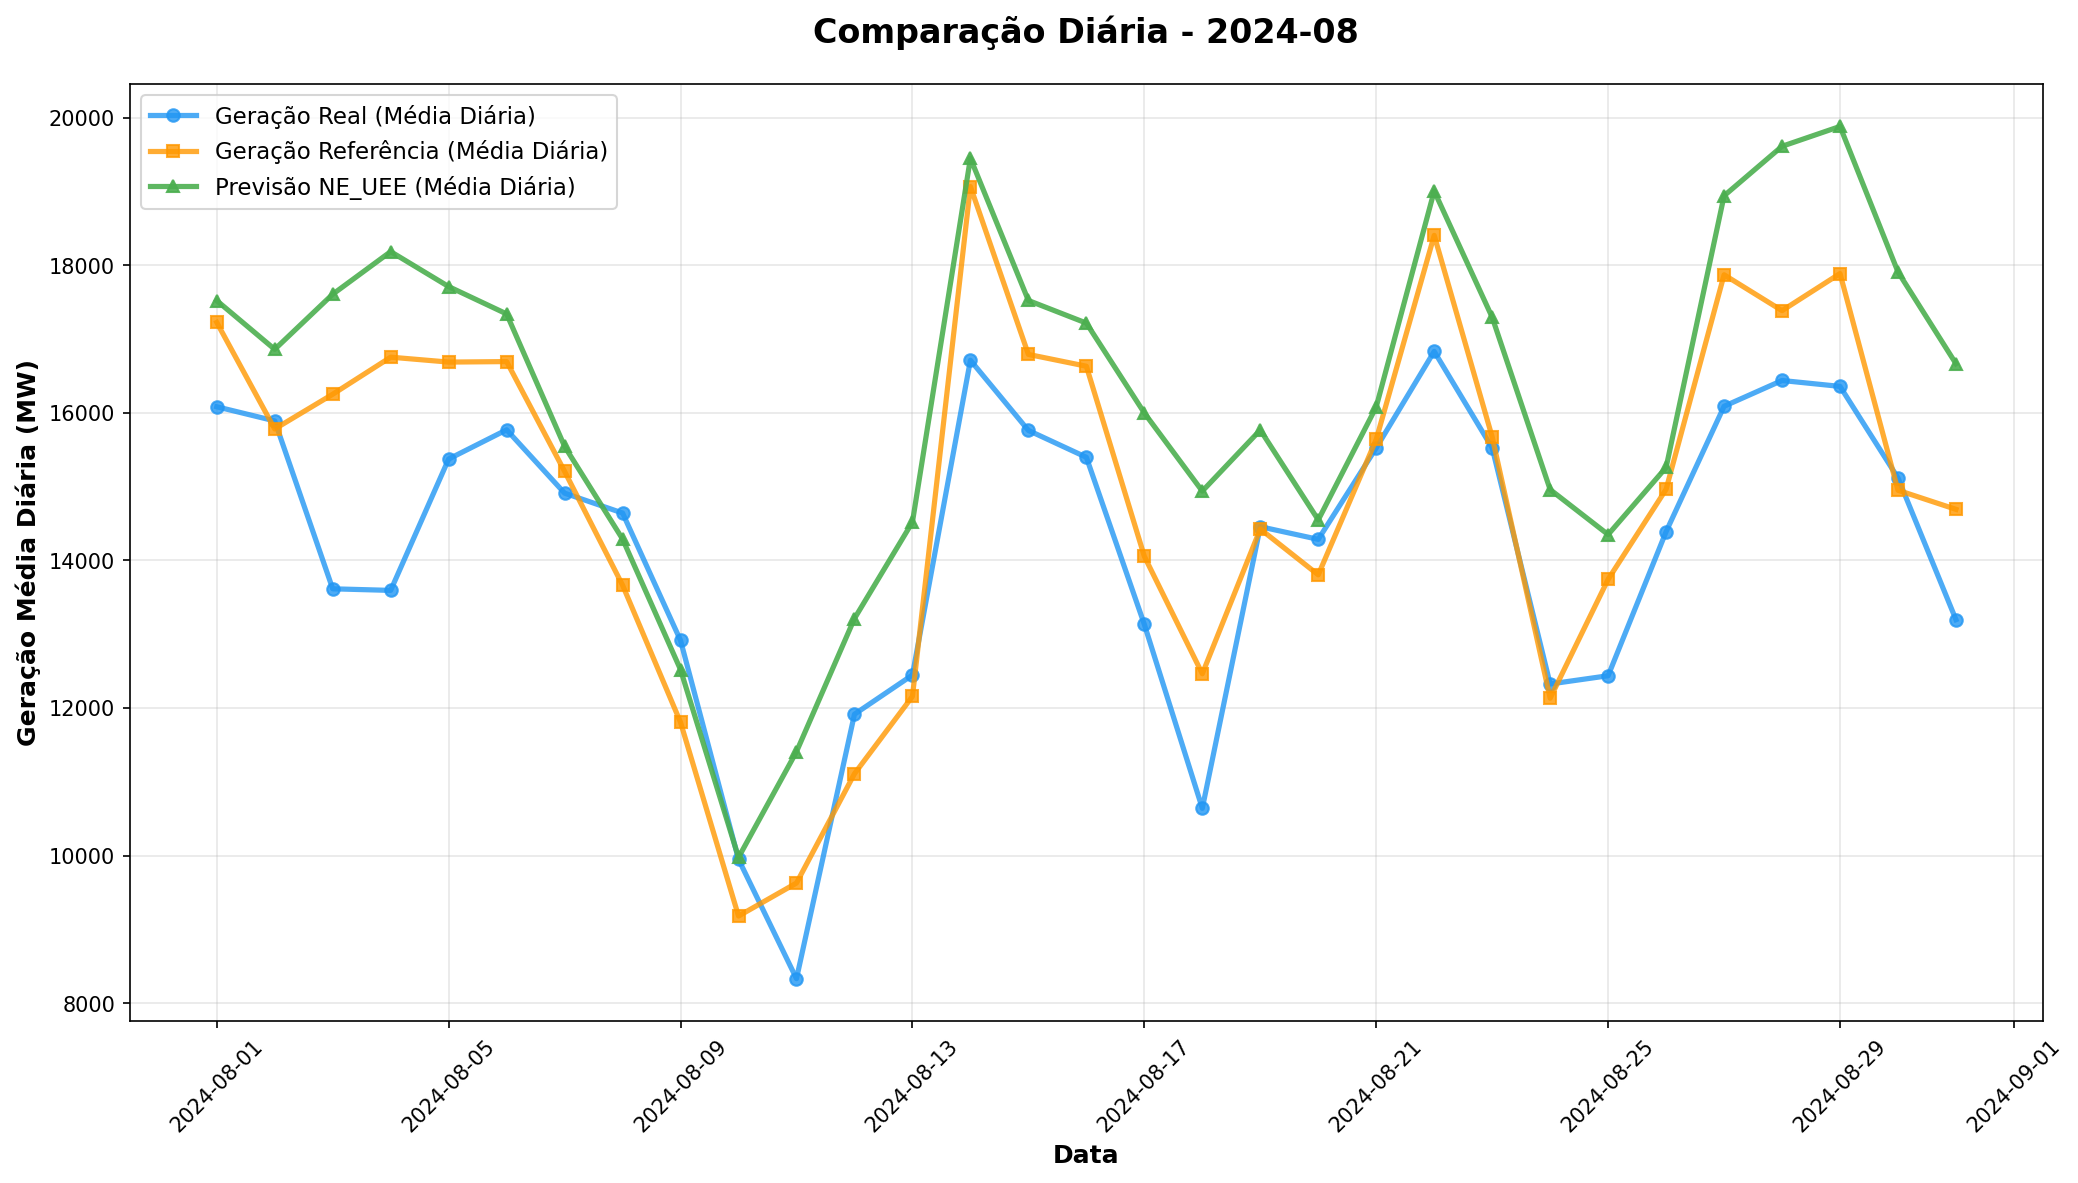 Comparação Diária - 2024-08
Geração Real (Média Diária)
Geração Referência (Média Diária)
Previsão NE_UEE (Média Diária)
Geração Média Diária (MW)
20000
18000
16000
14000
12000
10000
8000
2024-08-01
2024-08-05
2024-08-09
2024-08-13
2024-08-17
2024-08-21
2024-08-25
2024-08-29
2024-09-01
Data